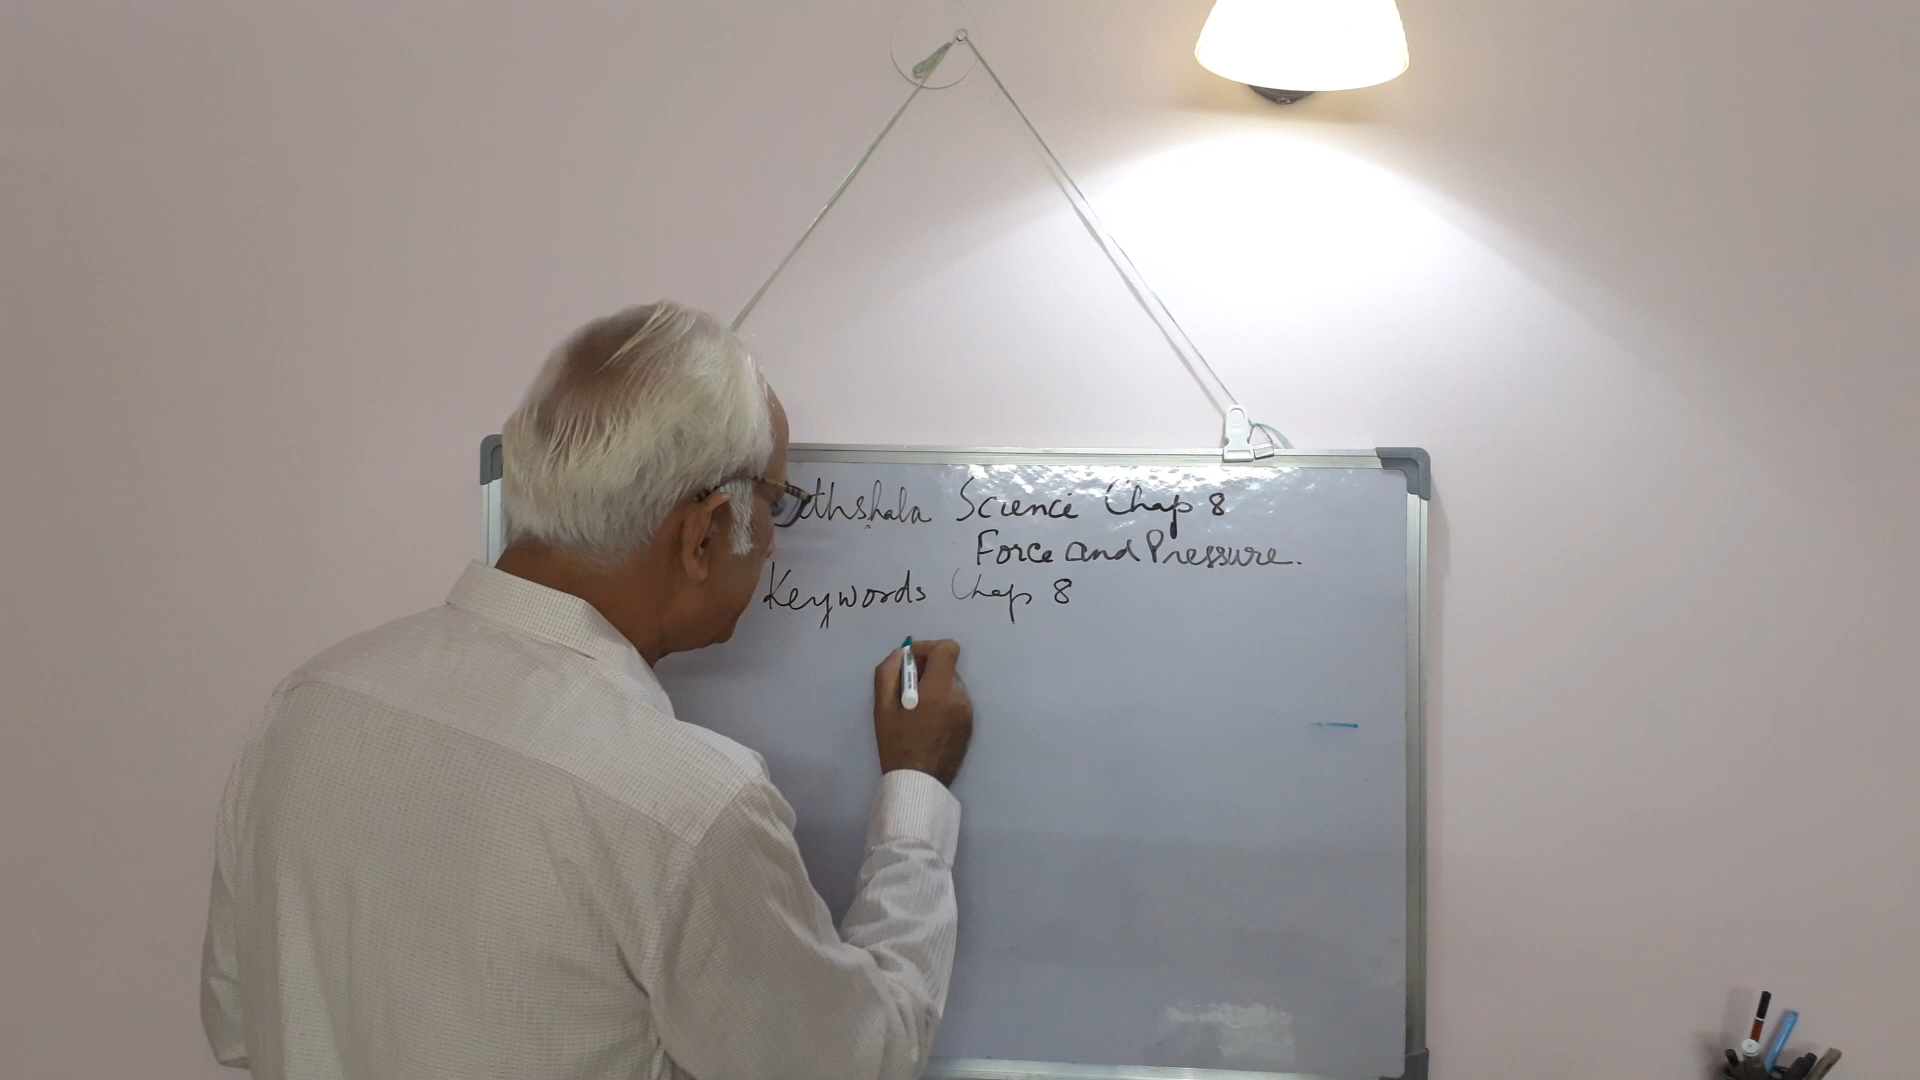 thshala Science Chap 8
Force and Pressure.
Keywords Chap 8